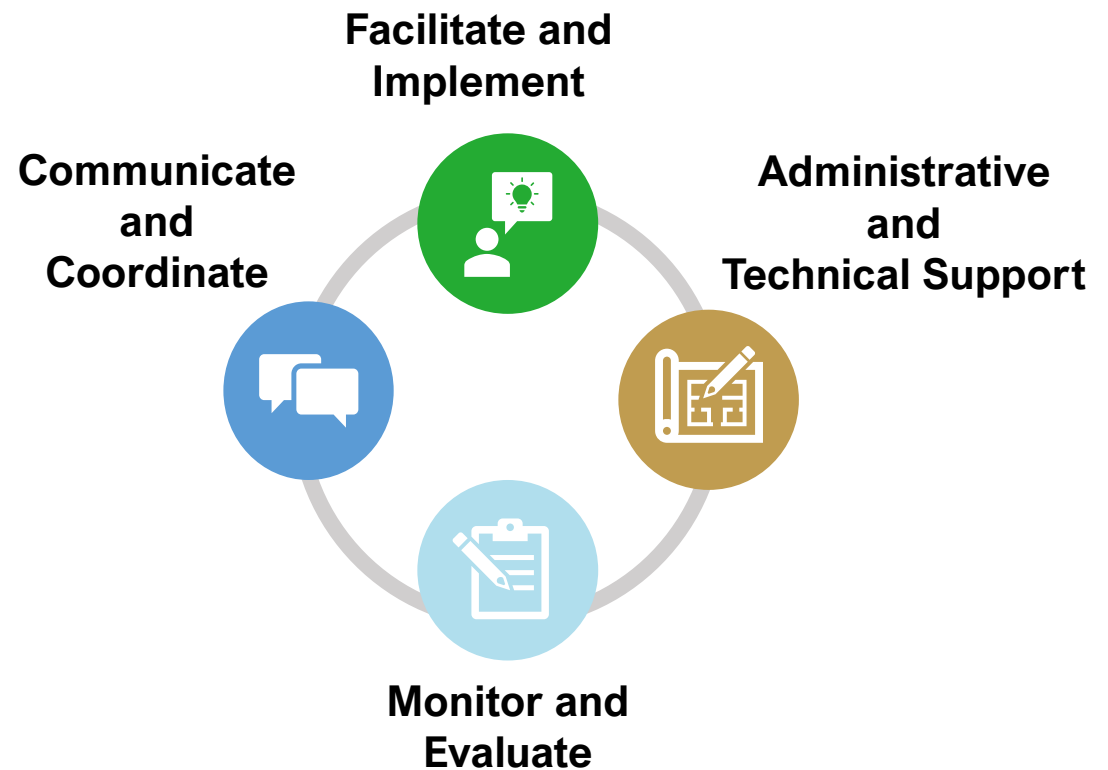 Facilitate and
Implement
Communicate
and
Coordinate
Administrative
and
Technical Support
Monitor and
Evaluate